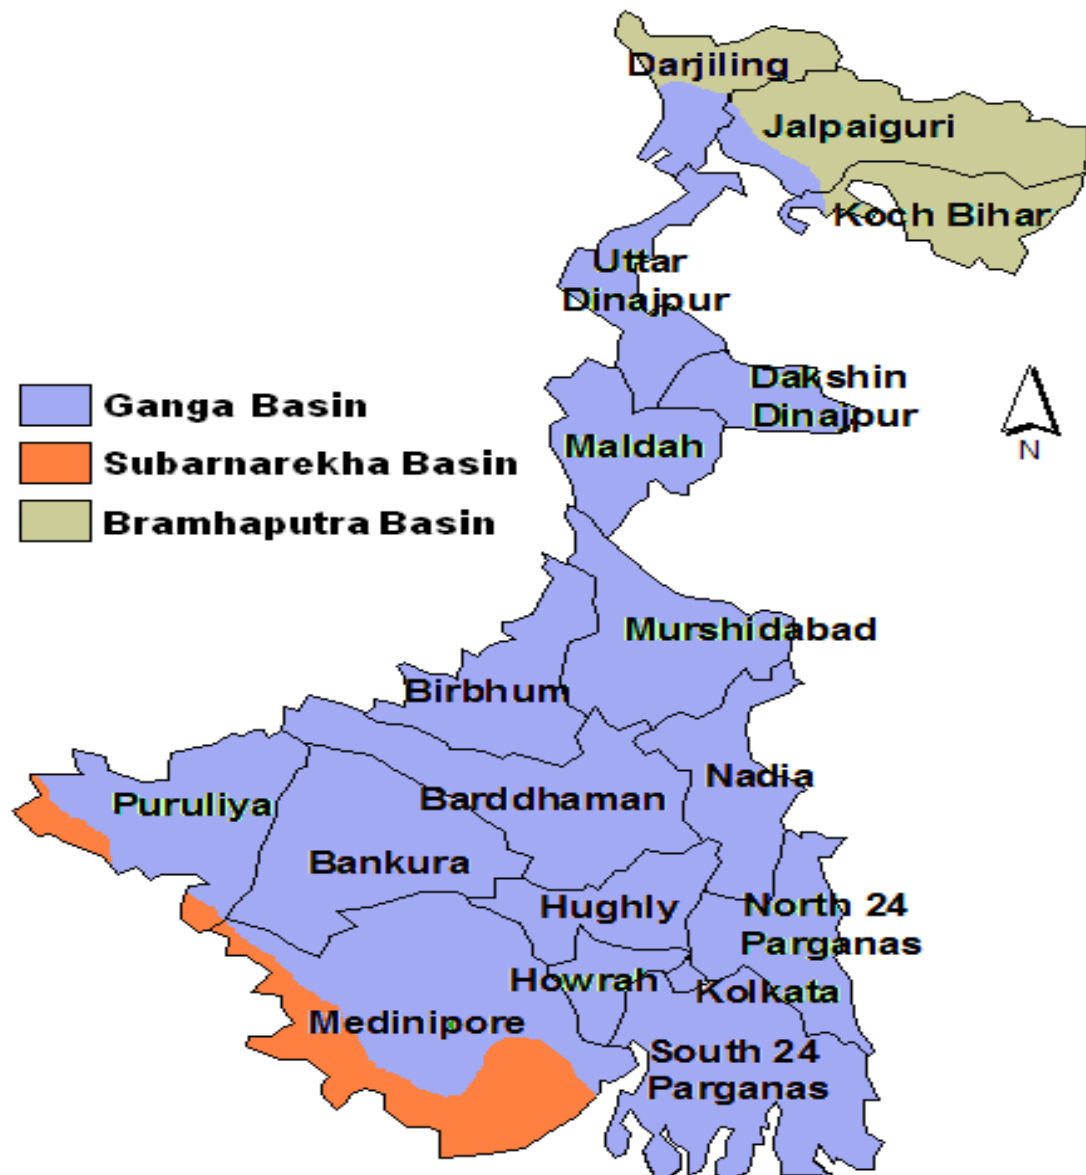 Darjiling
Jalpaiguri
Koch Bihar
Uttar
Dinajpur
Dakshin
Dinajpur
Ganga Basin
Subarnarekha Basin
Bramhaputra Basin
N
Maldah
Murshidabad
Birbhum
Nadia
Puruliya
Barddhaman
Bankura
Hughly
North 24
Parganas
Howrah
Kolkata
Medinipore
South 24
Parganas